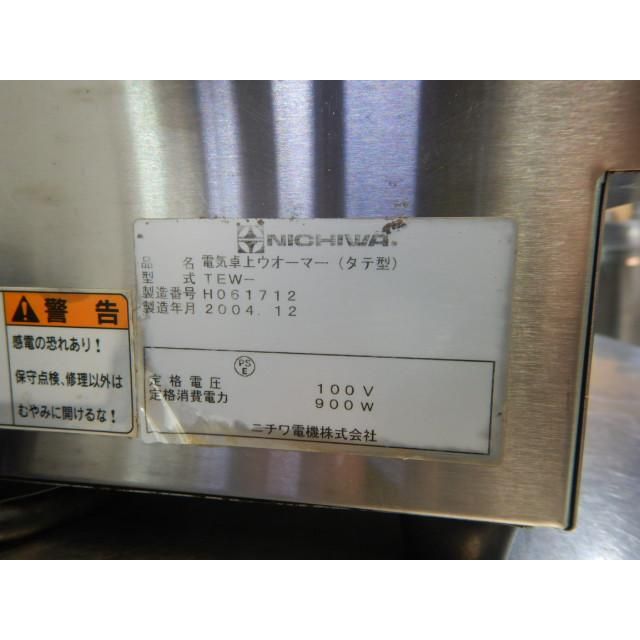 NICHIWA.
品名 電気卓上ウオーマー(タテ型)
型式 TEW-
製造番号 H061712
製造年月 2004.12
PS
E
定格電圧 100V
定格消費電力 900W
ニチワ電機株式会社
警告
感電の恐れあり!
保守点検、修理以外は
むやみに開けるな!